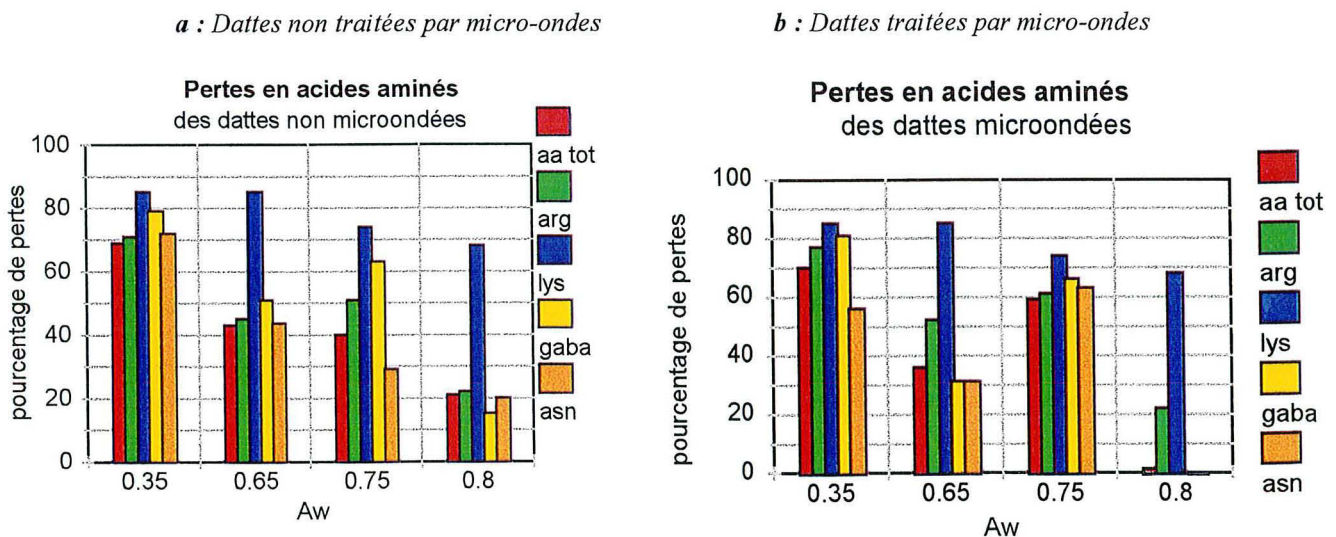 a : Dattes non traitées par micro-ondes
b : Dattes traitées par micro-ondes
Pertes en acides aminés
des dattes non microondées
pourcentage de pertes
100
80
60
40
20
0
0.35
0.65
0.75
0.8
Aw
aa tot
arg
lys
gaba
asn
Pertes en acides aminés
des dattes microondées
pourcentage de pertes
100
80
60
40
20
0
0.35
0.65
0.75
0.8
Aw
aa tot
arg
lys
gaba
asn